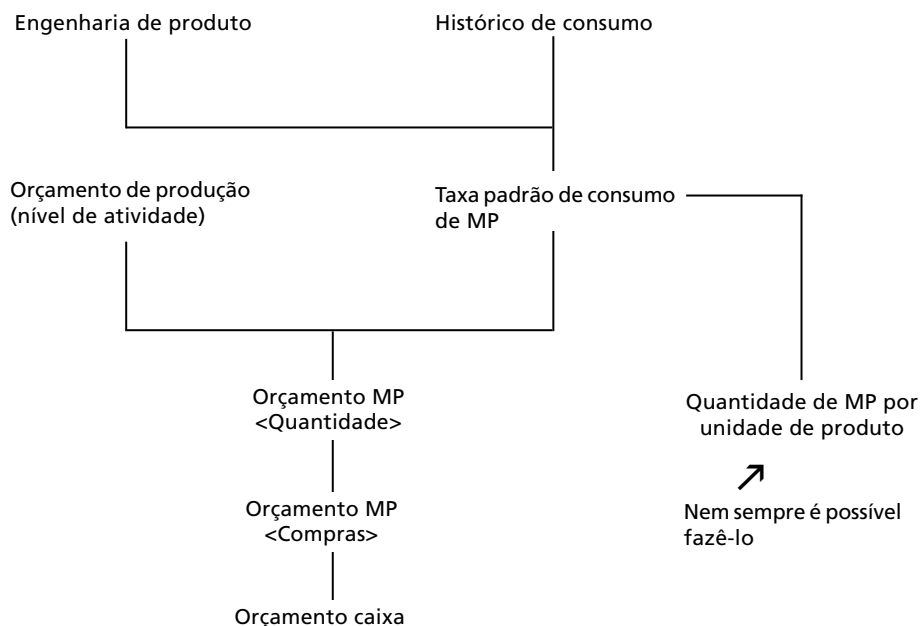 Engenharia de produto
Histórico de consumo
Orçamento de produção
(nível de atividade)
Taxa padrão de consumo
de MP
Orçamento MP
<Quantidade>
Quantidade de MP por
unidade de produto
Orçamento MP
<Compras>
Nem sempre é possível
fazê-lo
Orçamento caixa